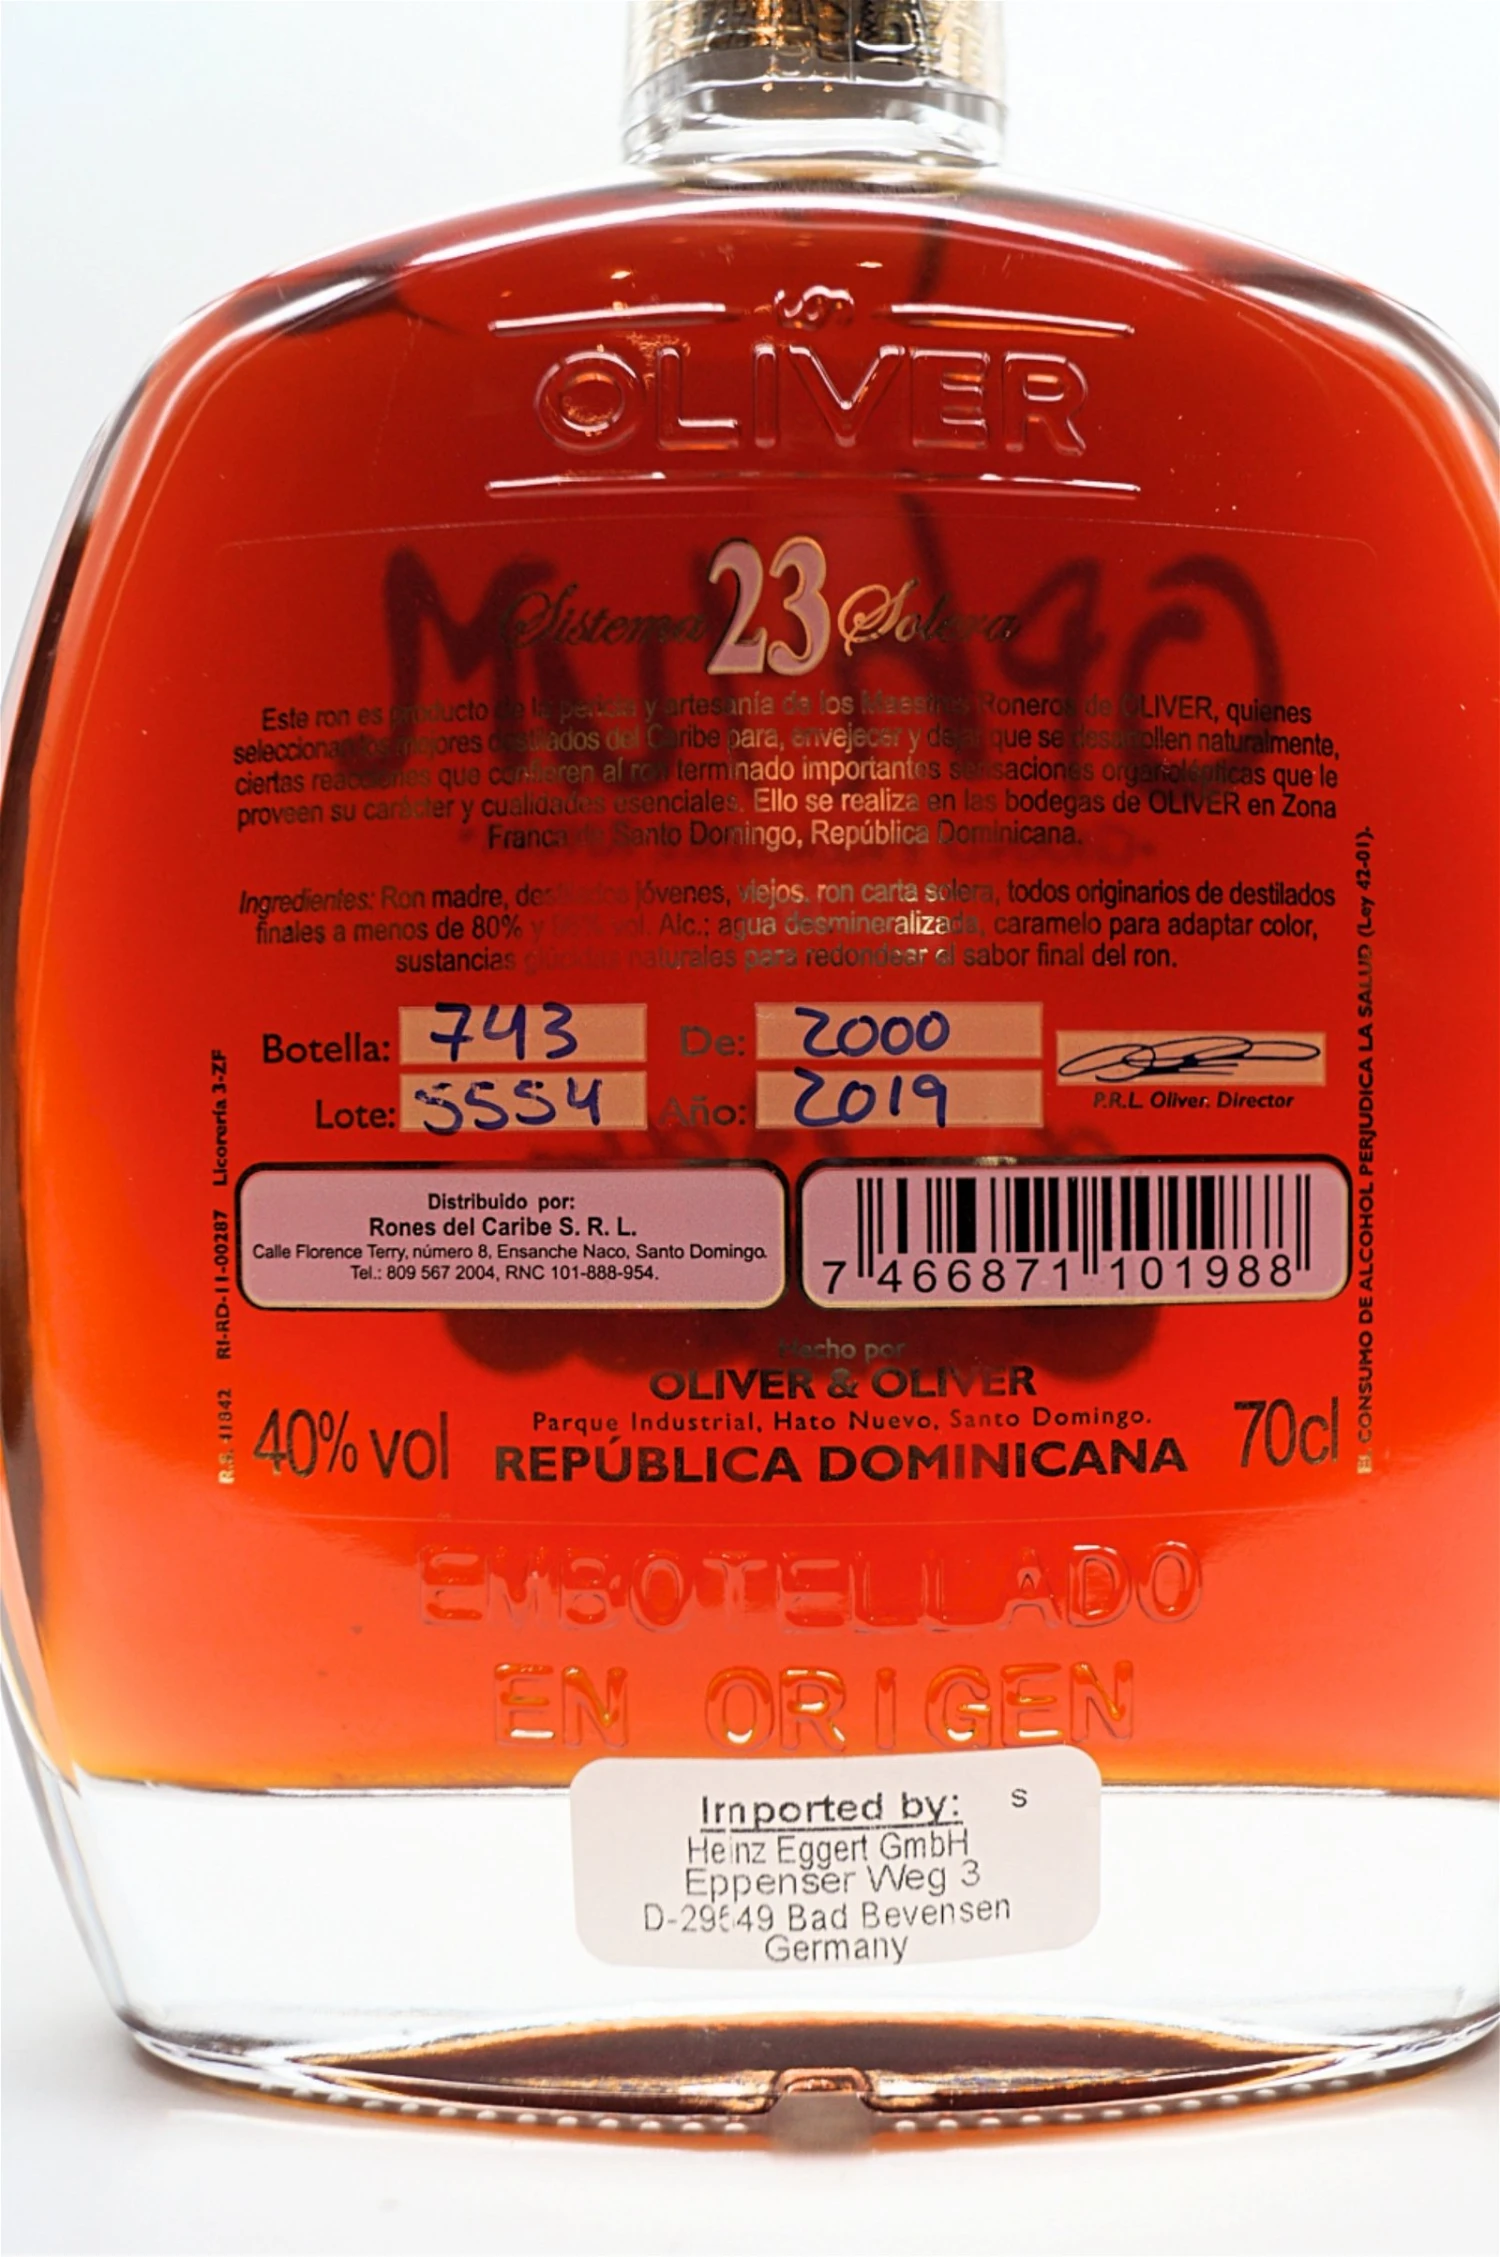 OLIVER
Sistema 23 Solera
Este ron es producto de la pericia y artesanía de los Maestros Roneros de OLIVER, quienes
seleccionan los mejores destilados del Caribe para, envejecer y dejar que se desarrollen naturalmente,
ciertas reacciones que confieren al ron terminado importantes sensaciones organolépticas que le
proveen su carácter y cualidades esenciales. Ello se realiza en las bodegas de OLIVER en Zona
Franca de Santo Domingo, República Dominicana.
Ingredientes: Ron madre, destilados jóvenes, viejos, ron carta solera, todos originarios de destilados
finales a menos de 80% y 95% vol. Alc.; agua desmineralizada, caramelo para adaptar color,
sustancias glúcidas naturales para redondear el sabor final del ron.
Botella: 743 De: 2000
Lote: 5554 Año: 2019
P.R.L. Oliver. Director
Distribuido por:
Rones del Caribe S. R. L.
Calle Florence Terry, número 8, Ensanche Naco, Santo Domingo.
Tel.: 809 567 2004, RNC 101-888-954.
7 466871 101988
Hecho por
OLIVER & OLIVER
Parque Industrial, Hato Nuevo, Santo Domingo.
40% vol REPÚBLICA DOMINICANA 70cl
R.S. 41842 RI-RD-11-00287 Licorería 3-ZF
EL CONSUMO DE ALCOHOL PERJUDICA LA SALUD (Ley 42-01).
EMBOTELLADO
EN ORIGEN
Imported by: S
Heinz Eggert GmbH
Eppenser Weg 3
D-29549 Bad Bevensen
Germany